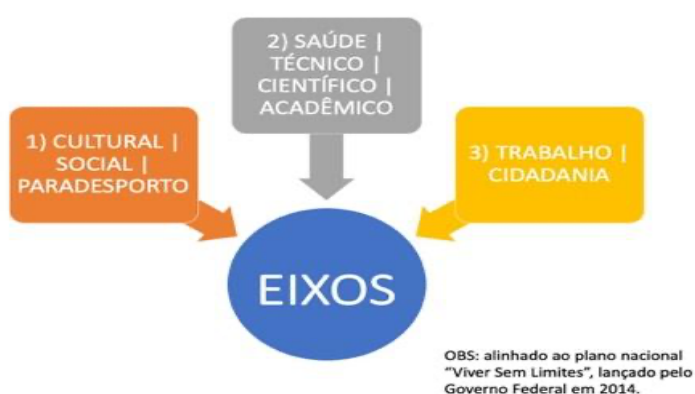 1) CULTURAL |
SOCIAL |
PARADESPORTO
2) SAÚDE |
TÉCNICO |
CIENTÍFICO |
ACADÊMICO
3) TRABALHO |
CIDADANIA
EIXOS
OBS: alinhado ao plano nacional
“Viver Sem Limites”, lançado pelo
Governo Federal em 2014.